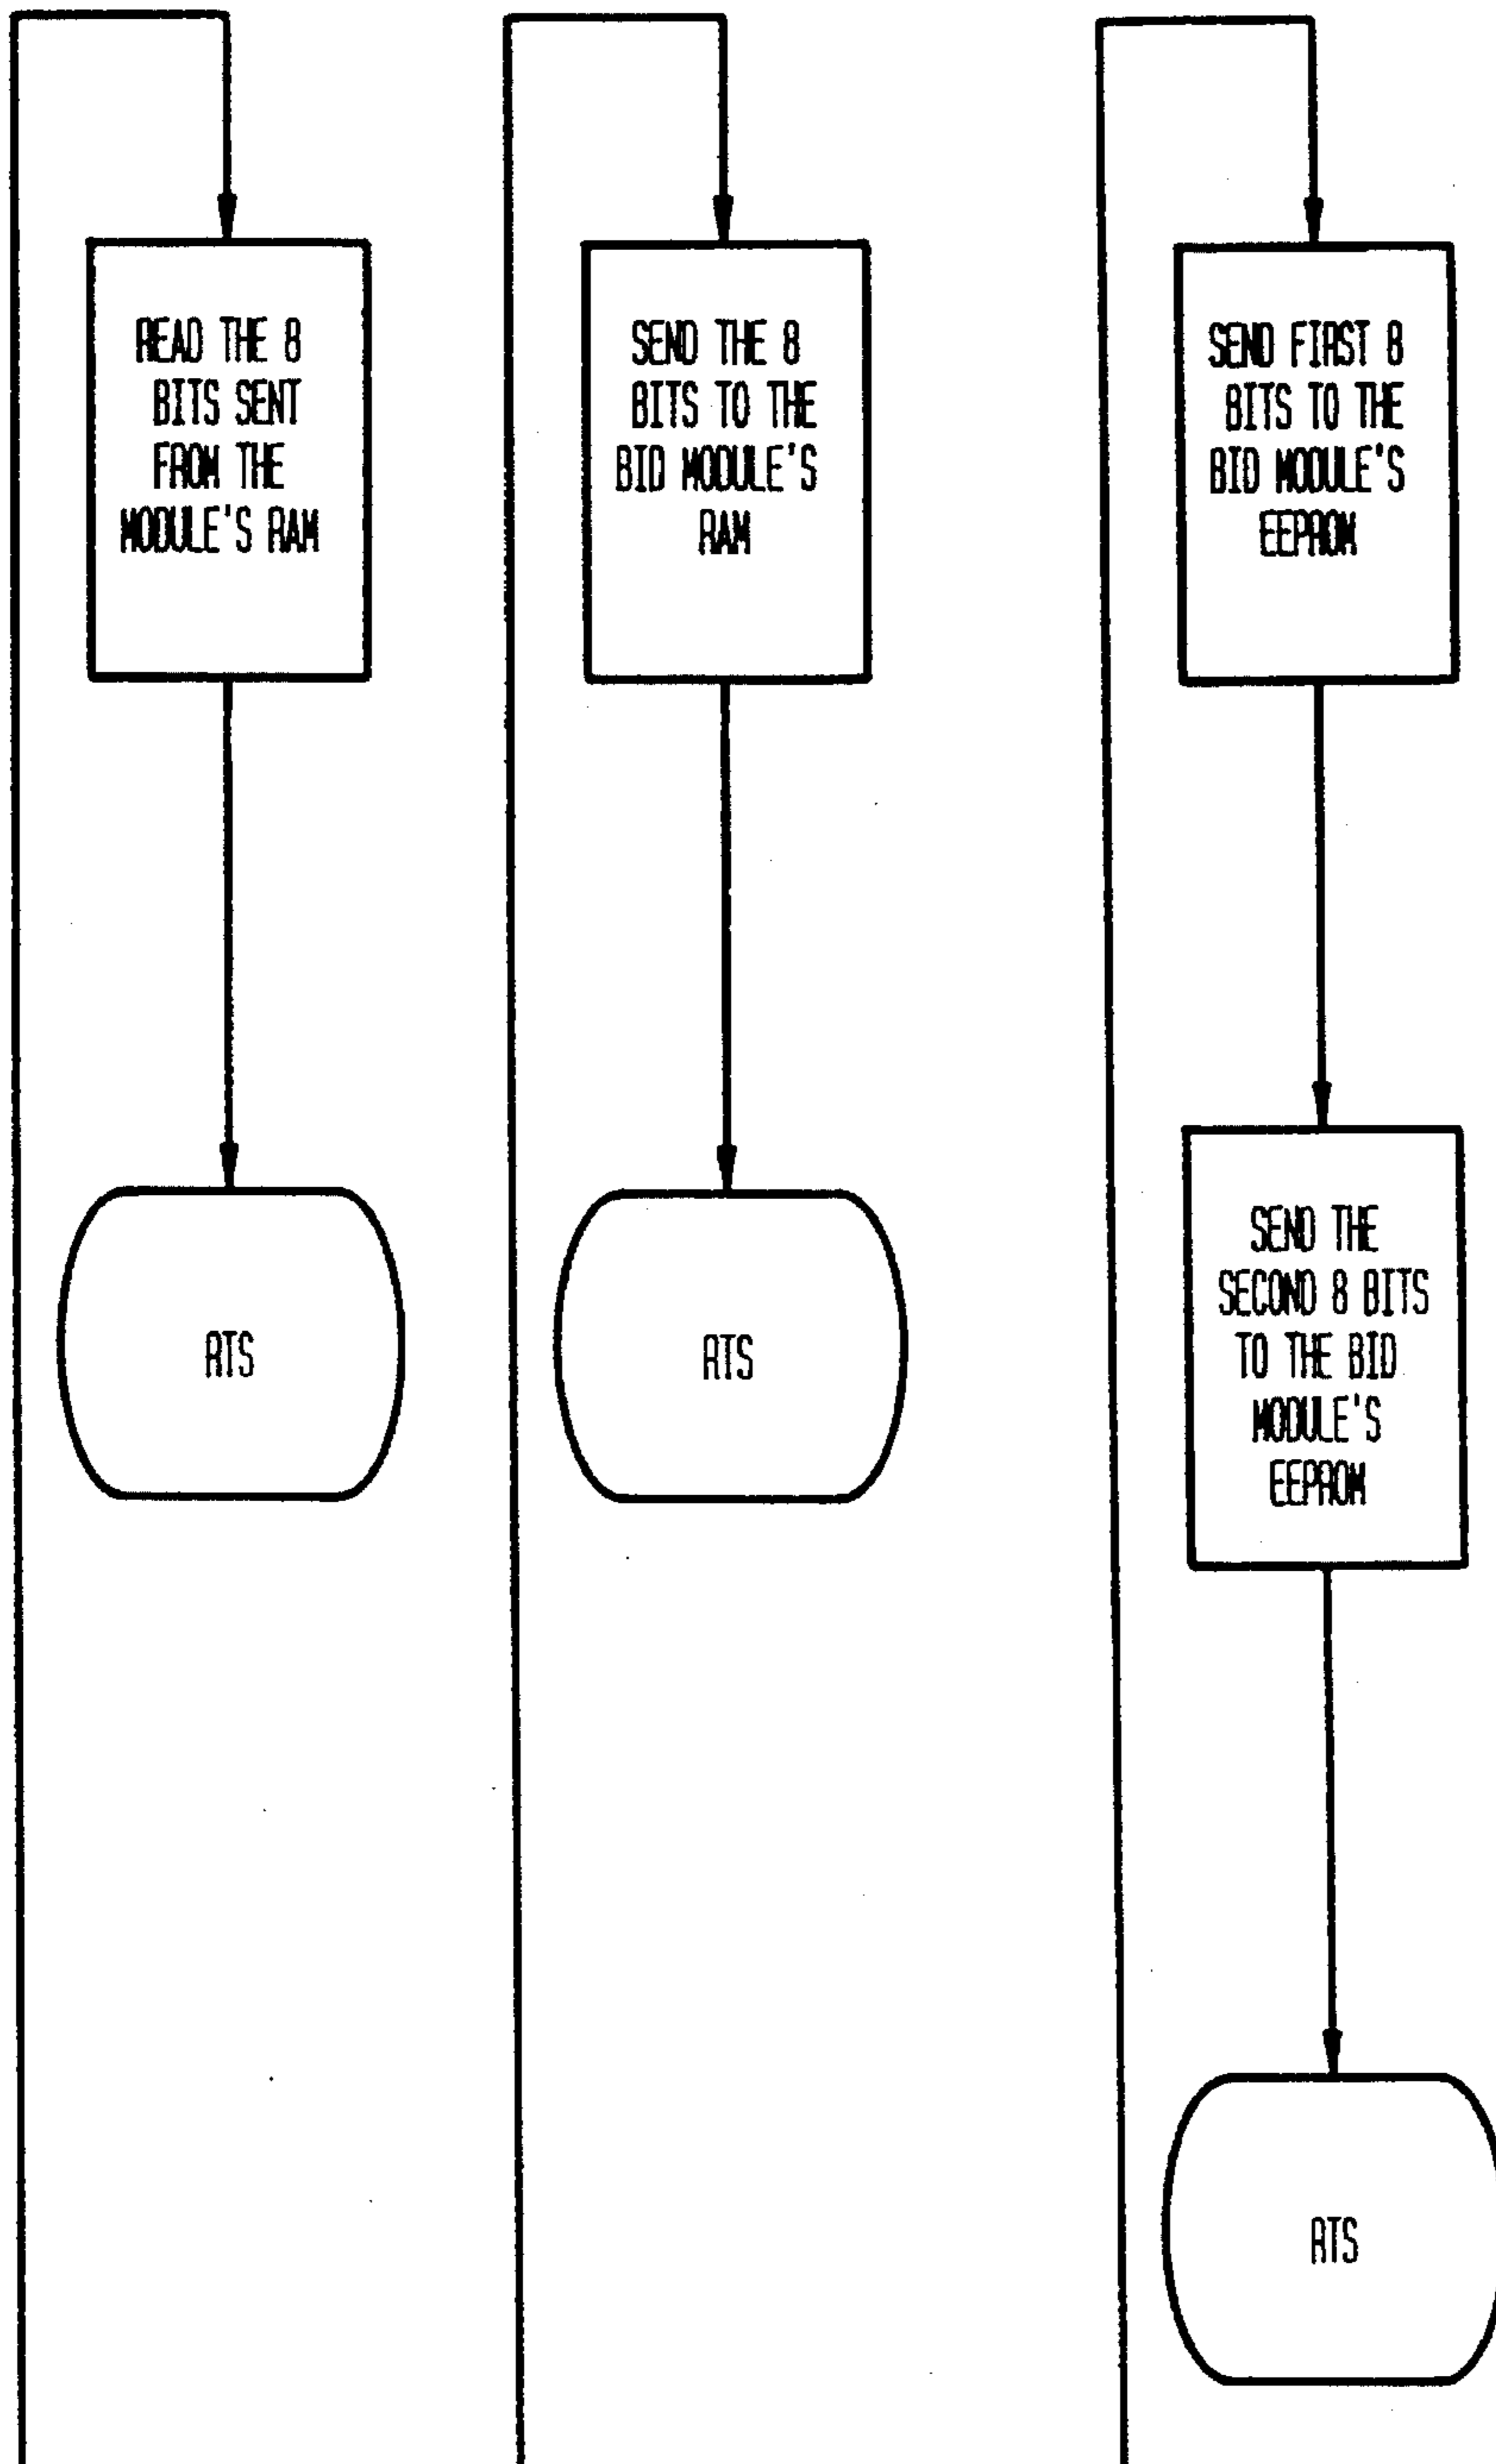 READ THE 8
BITS SENT
FROM THE
MODULE'S RAM
RTS
SEND THE 8
BITS TO THE
BID MODULE'S
RAM
RTS
SEND FIRST 8
BITS TO THE
BID MODULE'S
EEPROM
SEND THE
SECOND 8 BITS
TO THE BID
MODULE'S
EEPROM
RTS